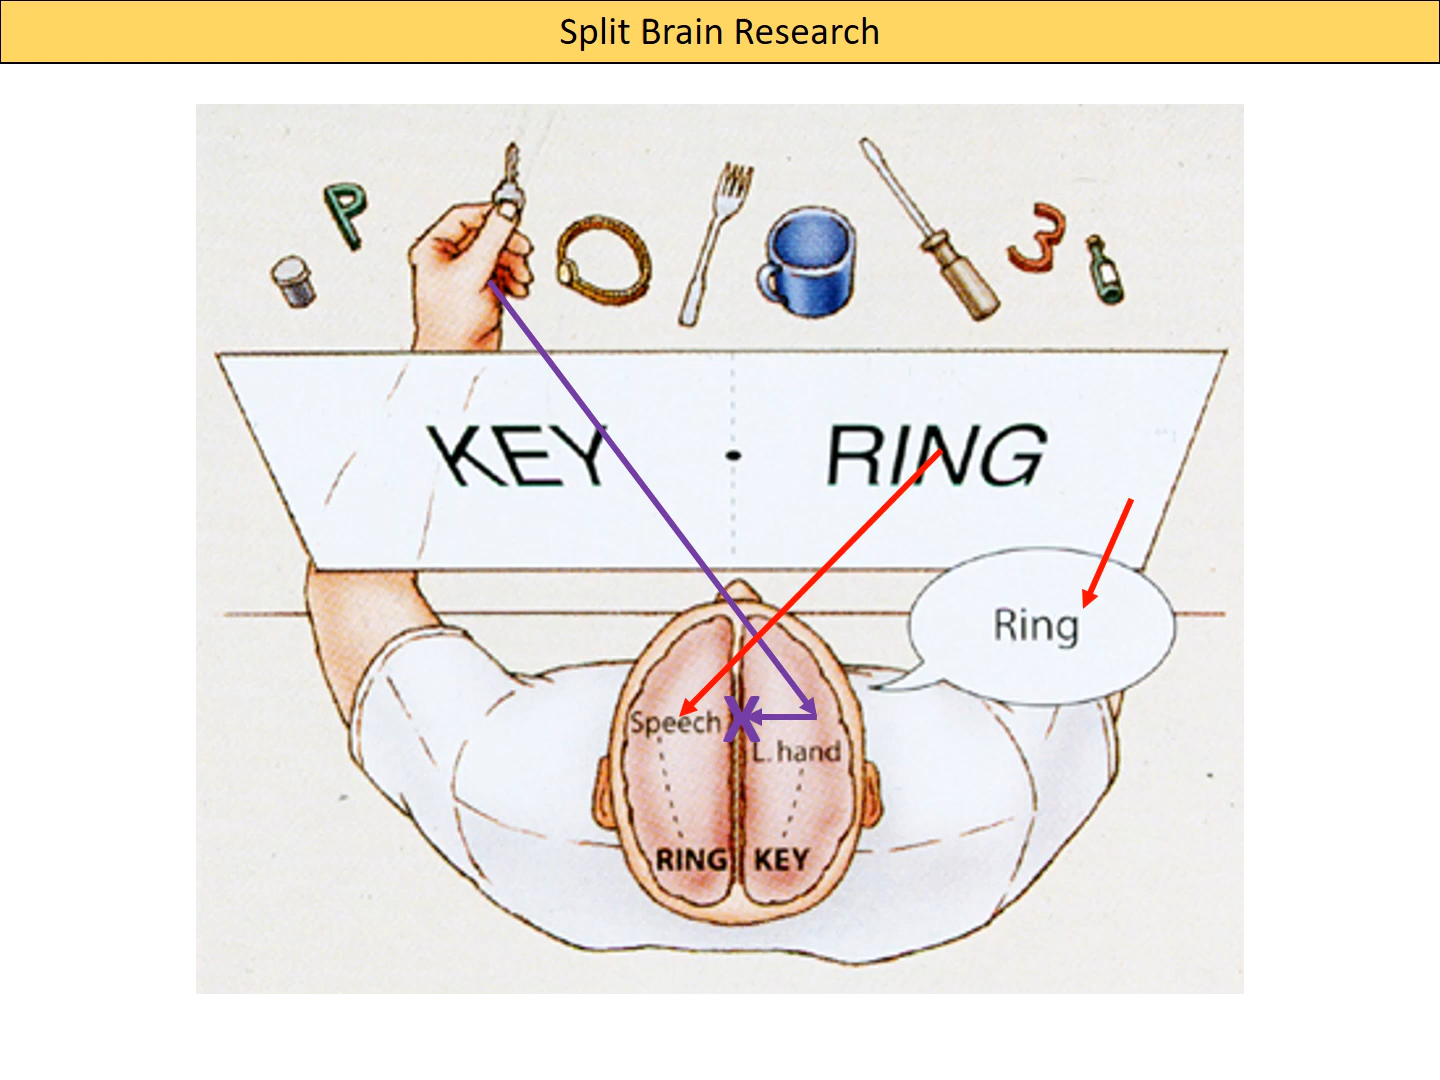 Split Brain Research
P
3
KEY · RING
Ring
Speech
X
L. hand
RING KEY